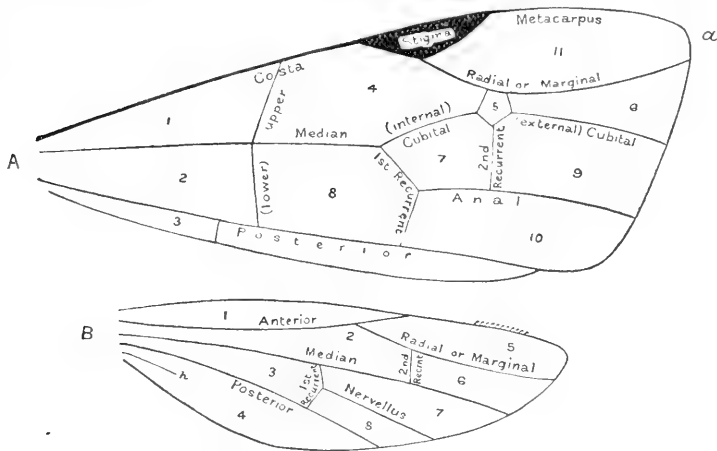 Stigma
Metacarpus
a
11
Costa
4
Radial or Marginal
upper
5
6
1
(internal)
Cubital
(external) Cubital
Median
A
7
2nd Recurrent
1st Recurrent
9
2
(lower)
8
Anal
3
Posterior
10
1
Anterior
B
2
5
Radial or Marginal
Median
2nd
Recrnt
3
1st
Recurrent
6
h
Posterior
Nervellus
7
4
8